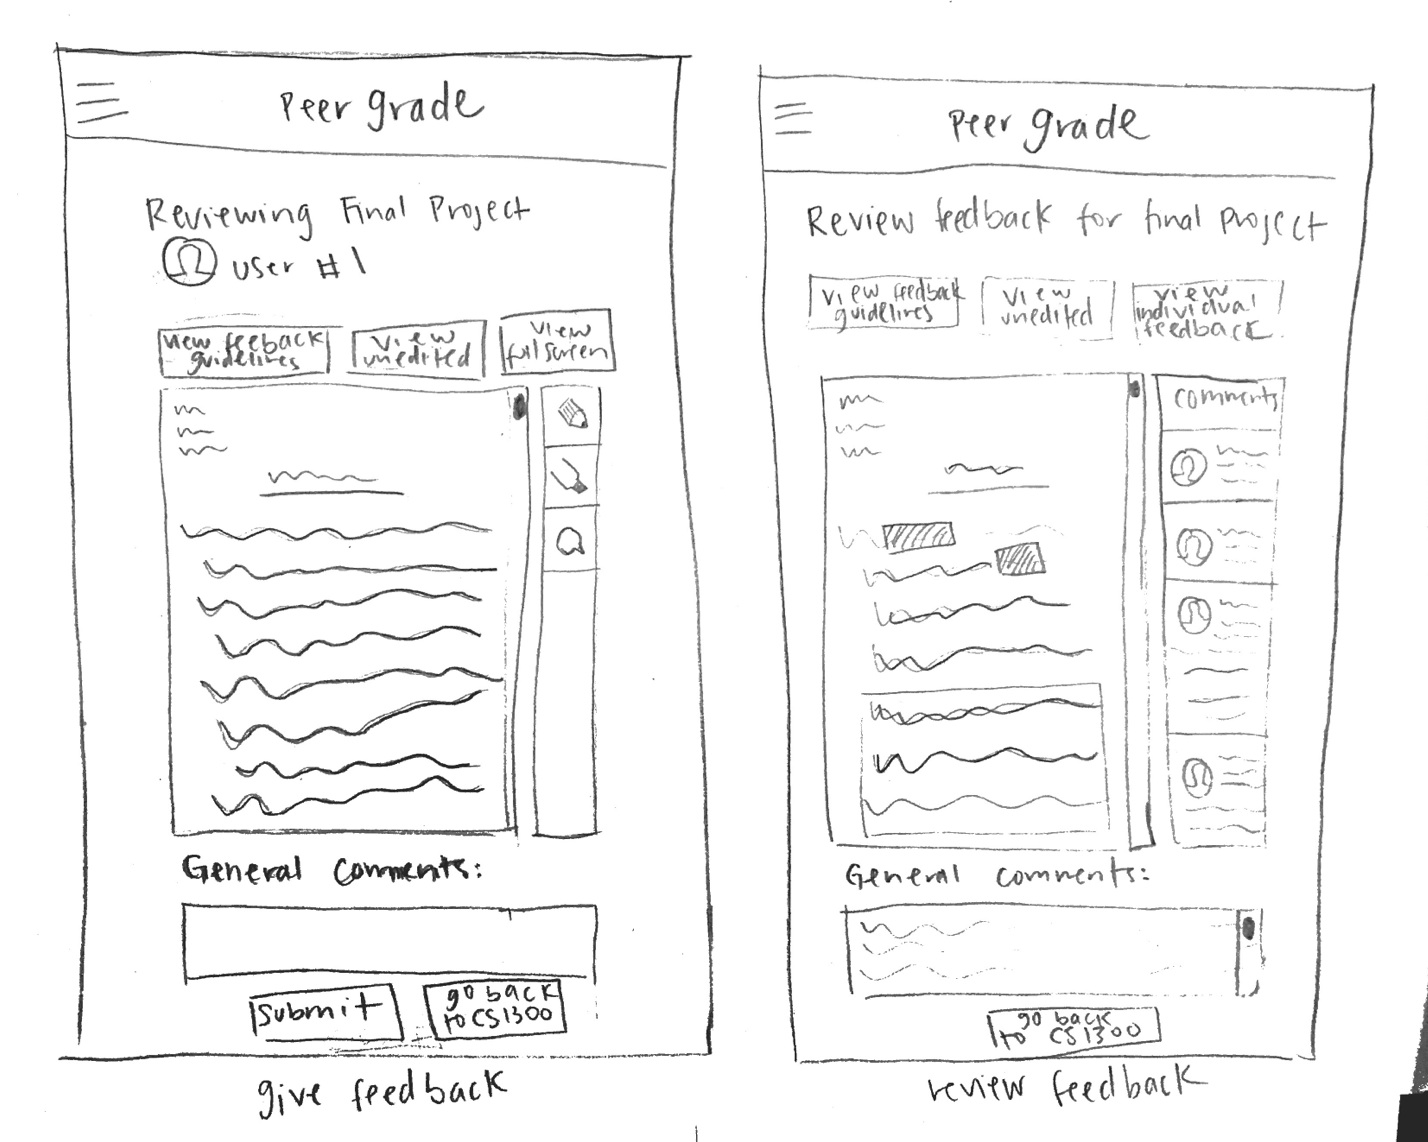 Peer grade
Reviewing Final Project
user #1
view feeback
guidelines
view
unedited
view
full screen
General comments:
submit
go back
to CS1300
give feedback
Peer grade
Review feedback for final project
view feedback
guidelines
view
unedited
view
individual
feedback
comments
General comments:
go back
to CS1300
review feedback